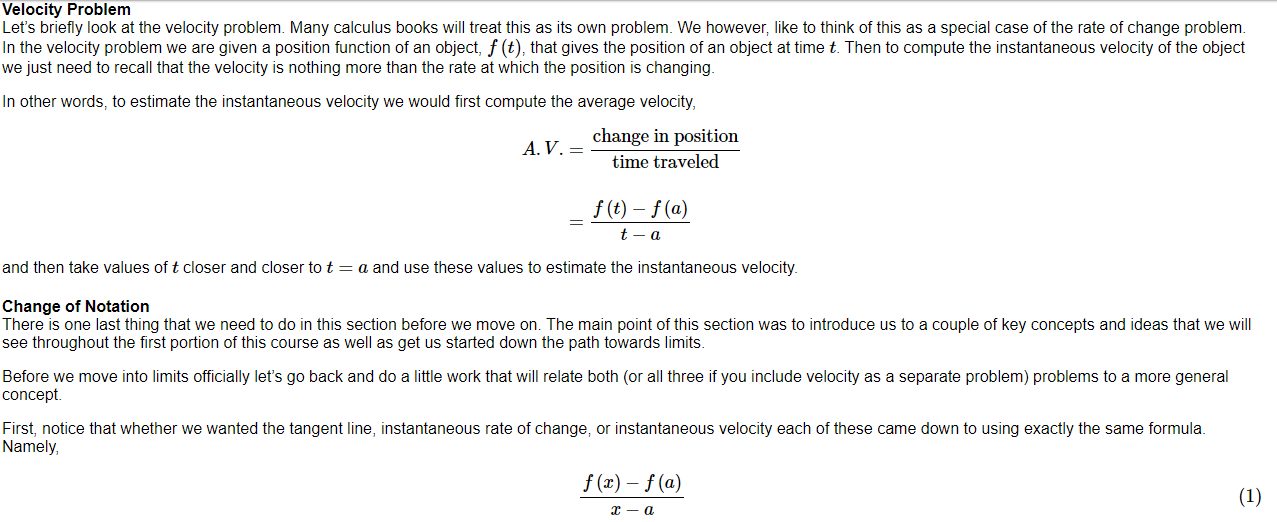 Velocity Problem
Let's briefly look at the velocity problem. Many calculus books will treat this as its own problem. We however, like to think of this as a special case of the rate of change problem.
In the velocity problem we are given a position function of an object, f (t), that gives the position of an object at time t. Then to compute the instantaneous velocity of the object
we just need to recall that the velocity is nothing more than the rate at which the position is changing.
In other words, to estimate the instantaneous velocity we would first compute the average velocity,
A. V. = change in position / time traveled
= f (t) − f (a) / t − a
and then take values of t closer and closer to t = a and use these values to estimate the instantaneous velocity.
Change of Notation
There is one last thing that we need to do in this section before we move on. The main point of this section was to introduce us to a couple of key concepts and ideas that we will
see throughout the first portion of this course as well as get us started down the path towards limits.
Before we move into limits officially let's go back and do a little work that will relate both (or all three if you include velocity as a separate problem) problems to a more general
concept.
First, notice that whether we wanted the tangent line, instantaneous rate of change, or instantaneous velocity each of these came down to using exactly the same formula.
Namely,
f (x) − f (a) / x − a (1)